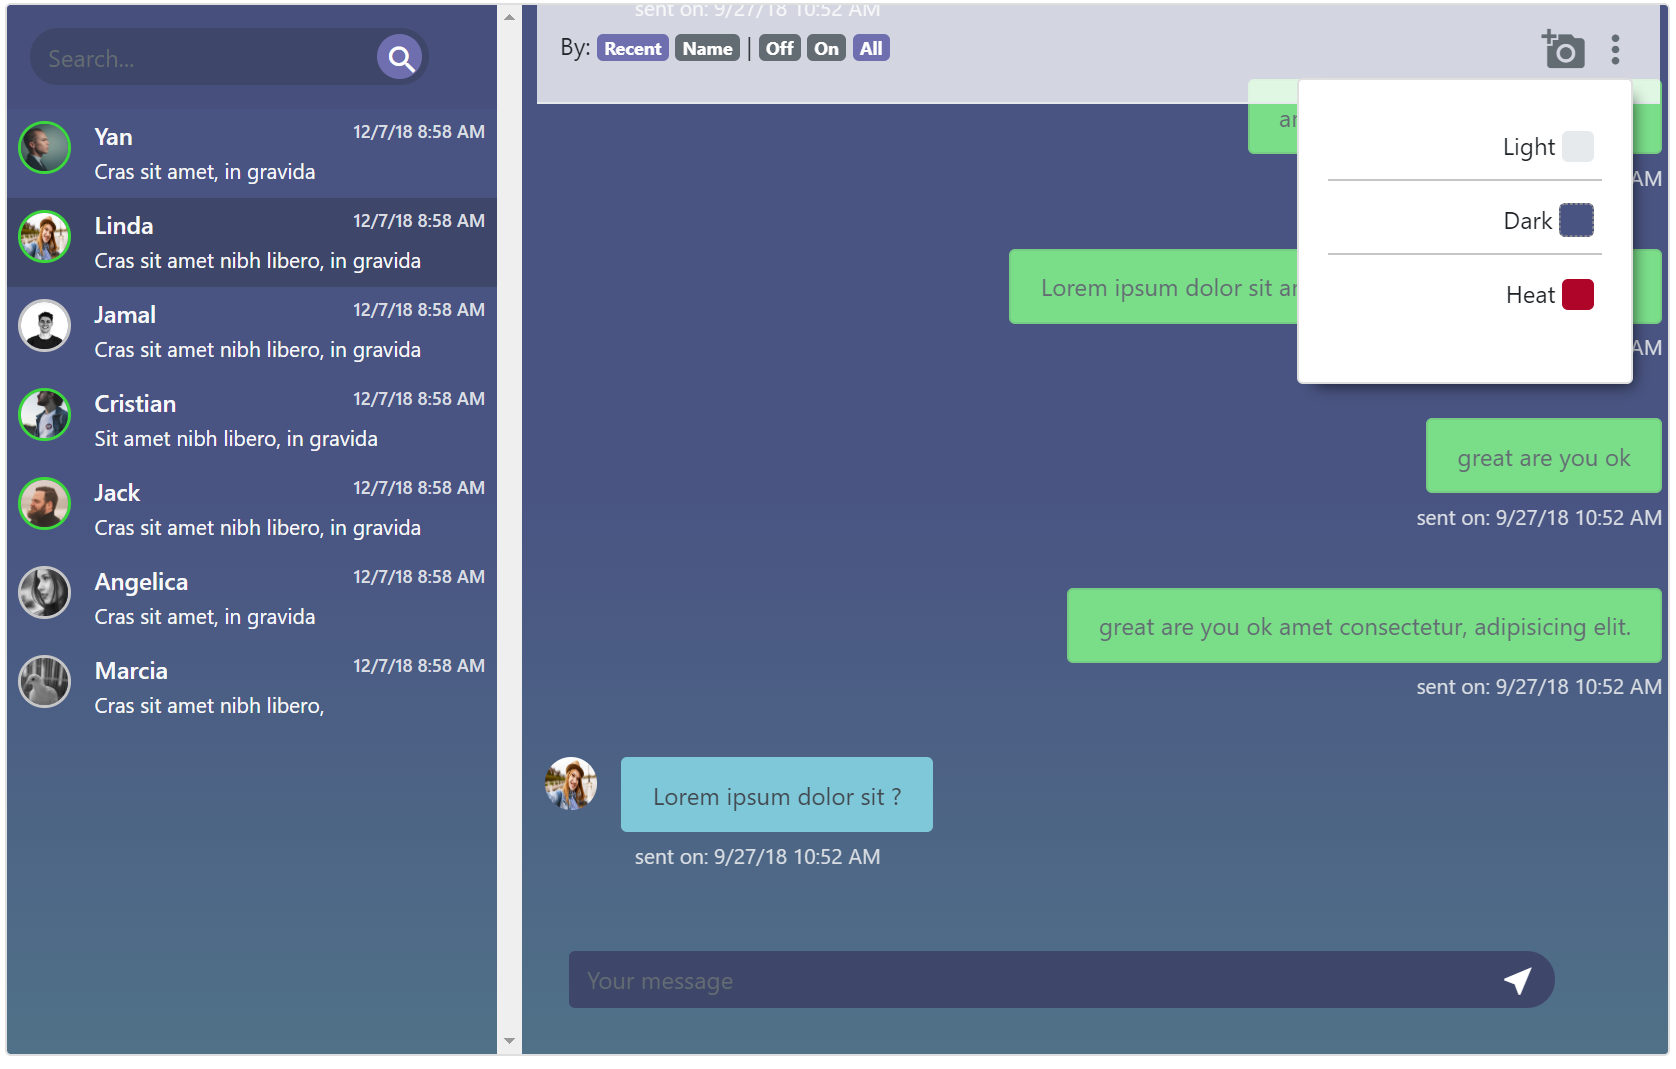 Search...
Yan
12/7/18 8:58 AM
Cras sit amet, in gravida
Linda
12/7/18 8:58 AM
Cras sit amet nibh libero, in gravida
Jamal
12/7/18 8:58 AM
Cras sit amet nibh libero, in gravida
Cristian
12/7/18 8:58 AM
Sit amet nibh libero, in gravida
Jack
12/7/18 8:58 AM
Cras sit amet nibh libero, in gravida
Angelica
12/7/18 8:58 AM
Cras sit amet, in gravida
Marcia
12/7/18 8:58 AM
Cras sit amet nibh libero,
sent on: 9/27/18 10:52 AM
By: Recent Name | Off On All
Light
Dark
Heat
AM
Lorem ipsum dolor sit
AM
great are you ok
sent on: 9/27/18 10:52 AM
great are you ok amet consectetur, adipisicing elit.
sent on: 9/27/18 10:52 AM
Lorem ipsum dolor sit ?
sent on: 9/27/18 10:52 AM
Your message